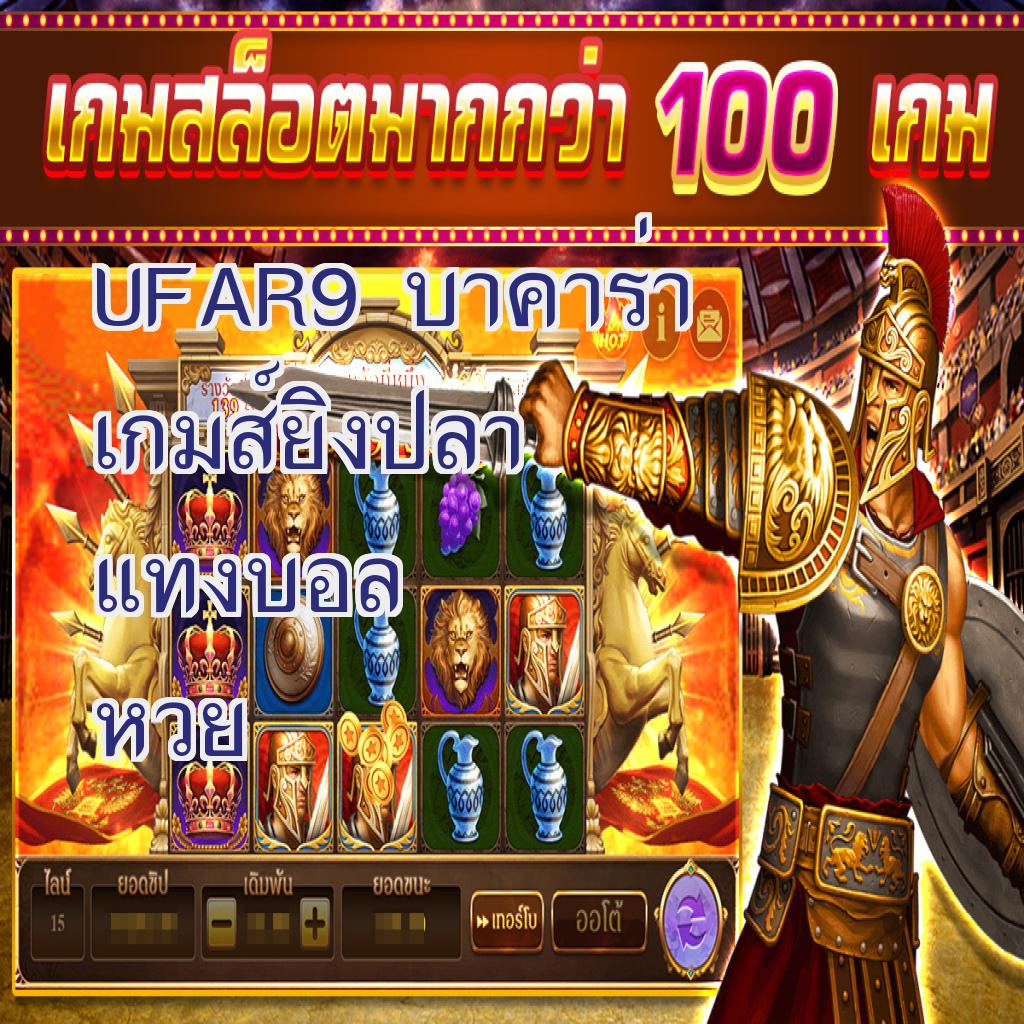 เกมสล็อตมากกว่า 100 เกม
UFAR9 บาคาร่า
HOT i
เกมส์ยิงปลา
แทงบอล
หวย
ไลน์ ยอดชิป เดิมพัน ยอดชนะ
15 - + เทอร์โบ ออโต้